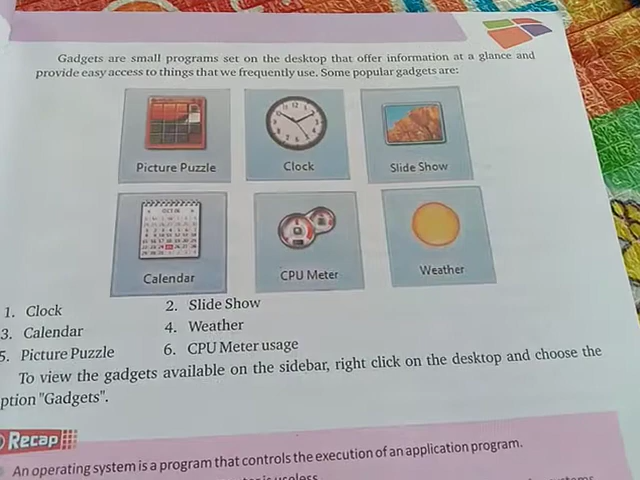 Gadgets are small programs set on the desktop that offer information at a glance and
provide easy access to things that we frequently use. Some popular gadgets are:
Picture Puzzle
Clock
Slide Show
Calendar
CPU Meter
Weather
1. Clock
2. Slide Show
3. Calendar
4. Weather
5. Picture Puzzle
6. CPU Meter usage
To view the gadgets available on the sidebar, right click on the desktop and choose the
ption "Gadgets".
Recap
An operating system is a program that controls the execution of an application program.